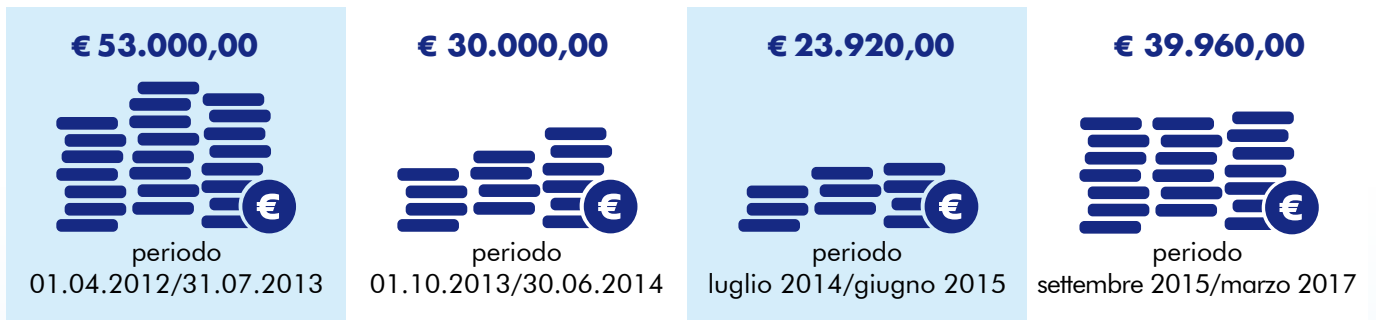 € 53.000,00
€
periodo
01.04.2012/31.07.2013
€ 30.000,00
€
periodo
01.10.2013/30.06.2014
€ 23.920,00
€
periodo
luglio 2014/giugno 2015
€ 39.960,00
€
periodo
settembre 2015/marzo 2017